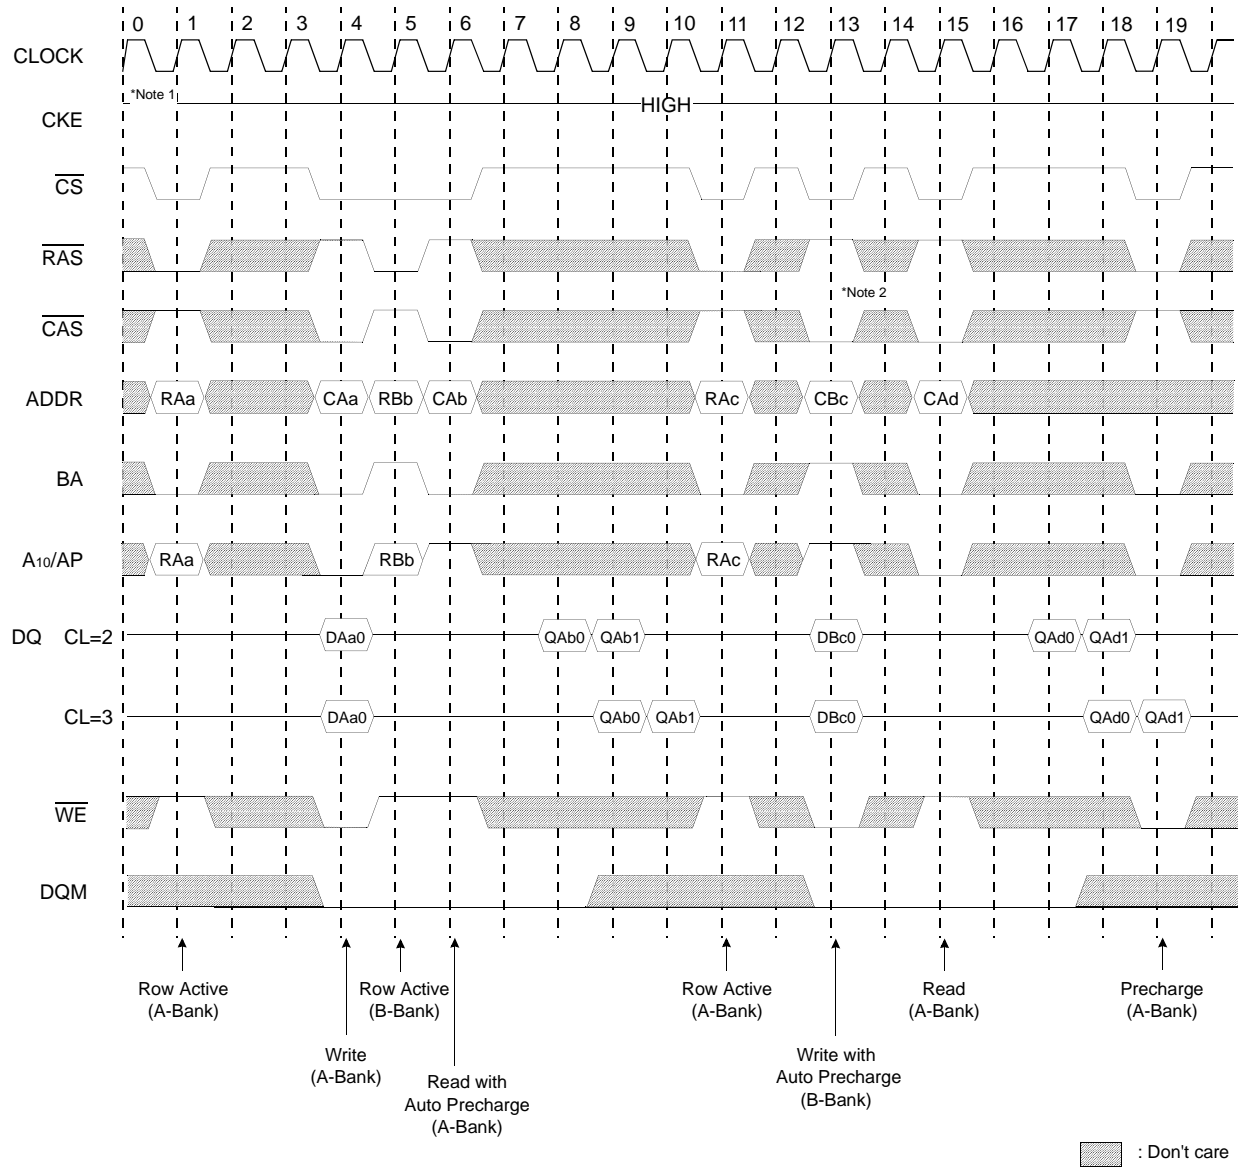 0 1 2 3 4 5 6 7 8 9 10 11 12 13 14 15 16 17 18 19
CLOCK
*Note 1
HIGH
CKE
CS
RAS
*Note 2
CAS
ADDR RAa CAa RBb CAb RAc CBc CAd
BA
A10/AP RAa RBb RAc
DQ CL=2 DAa0 QAb0 QAb1 DBc0 QAd0 QAd1
CL=3 DAa0 QAb0 QAb1 DBc0 QAd0 QAd1
WE
DQM
Row Active
(A-Bank)
Row Active
(B-Bank)
Row Active
(A-Bank)
Read
(A-Bank)
Precharge
(A-Bank)
Write
(A-Bank)
Read with
Auto Precharge
(A-Bank)
Write with
Auto Precharge
(B-Bank)
: Don't care